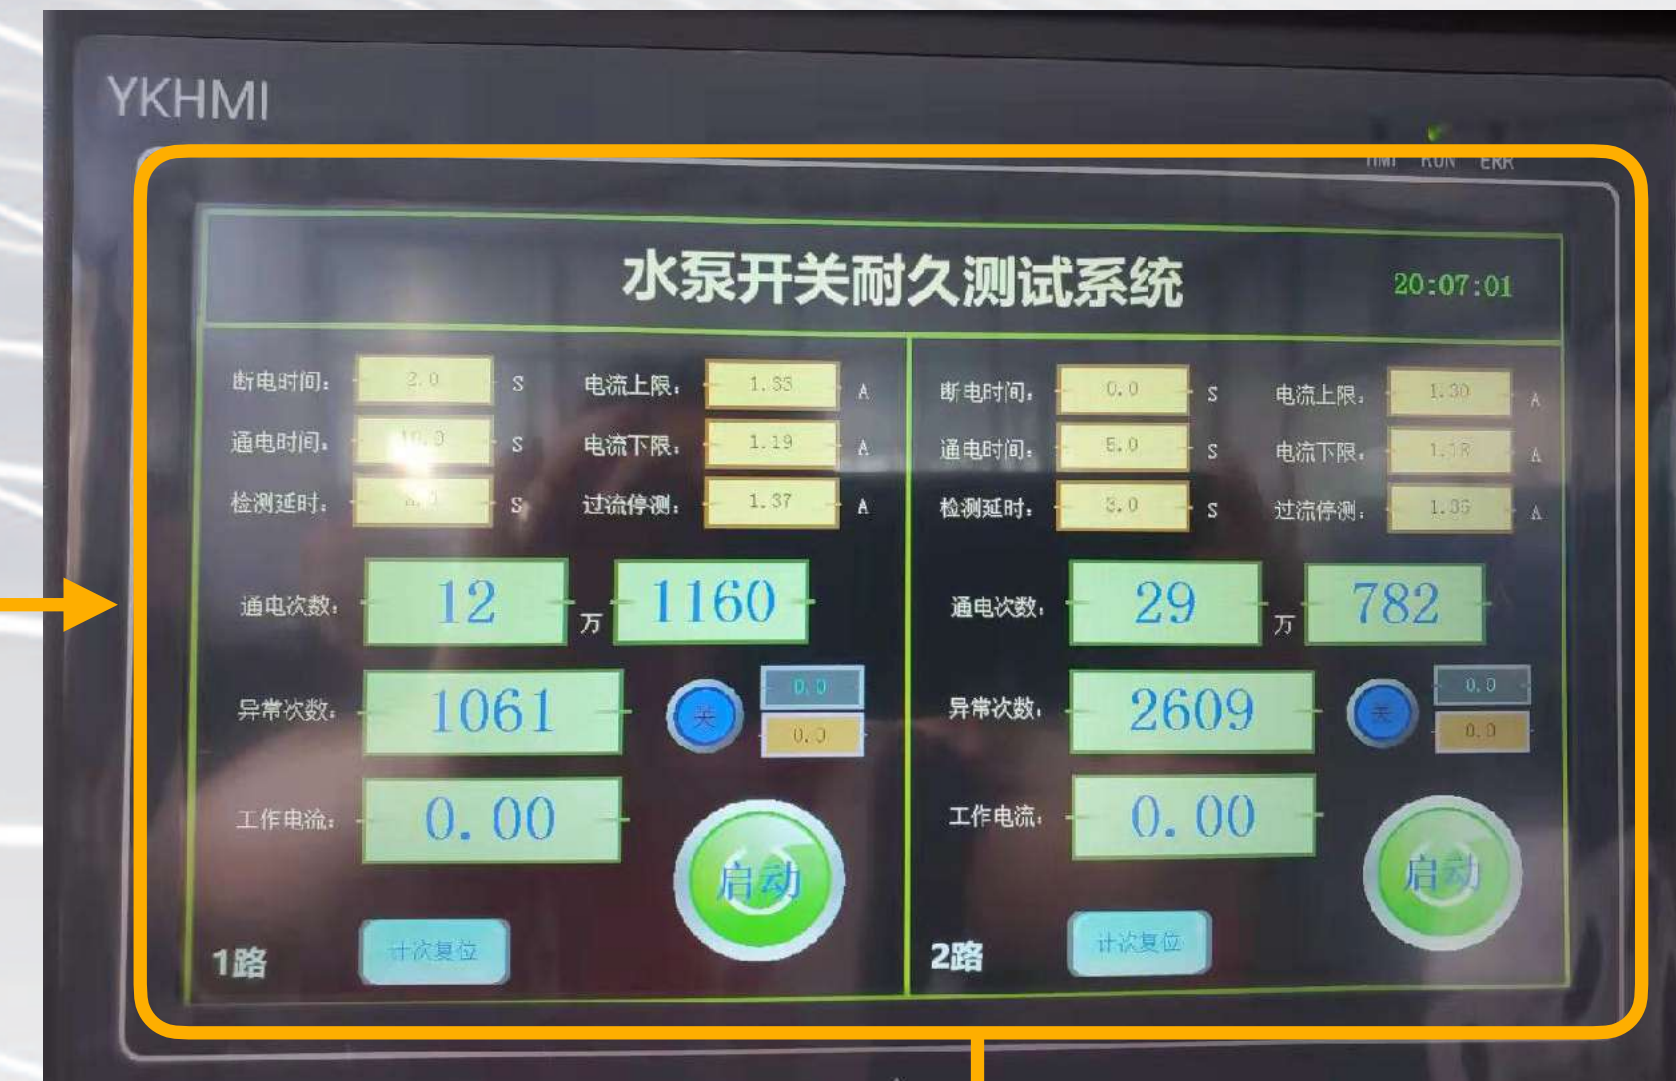 YKHMI
HMI RUN ERR
水泵开关耐久测试系统
20:07:01
断电时间: 2.0 S 电流上限: 1.33 A
通电时间: 10.0 S 电流下限: 1.19 A
检测延时: S 过流停测: 1.37 A
通电次数: 12 万 1160
异常次数: 1061 关 0.0
0.0
工作电流: 0.00
启动
1路 计次复位
断电时间: 0.0 S 电流上限: 1.30 A
通电时间: 5.0 S 电流下限: 1.18 A
检测延时: 3.0 S 过流停测: A
通电次数: 29 万 782
异常次数: 2609 关 0.0
0.0
工作电流: 0.00
启动
2路 计次复位